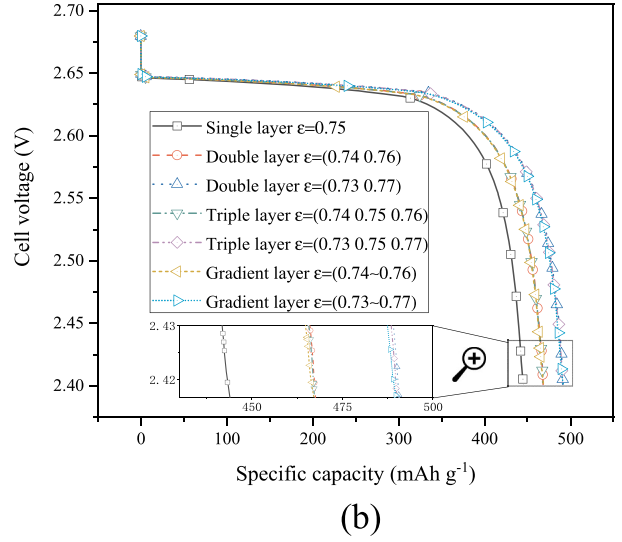 2.70
2.65
2.60
2.55
2.50
2.45
2.40
Cell voltage (V)
Single layer ε=0.75
Double layer ε=(0.74 0.76)
Double layer ε=(0.73 0.77)
Triple layer ε=(0.74 0.75 0.76)
Triple layer ε=(0.73 0.75 0.77)
Gradient layer ε=(0.74~0.76)
Gradient layer ε=(0.73~0.77)
2.43
2.42
450 475 500
0 100 200 300 400 500
Specific capacity (mAh g⁻¹)
(b)